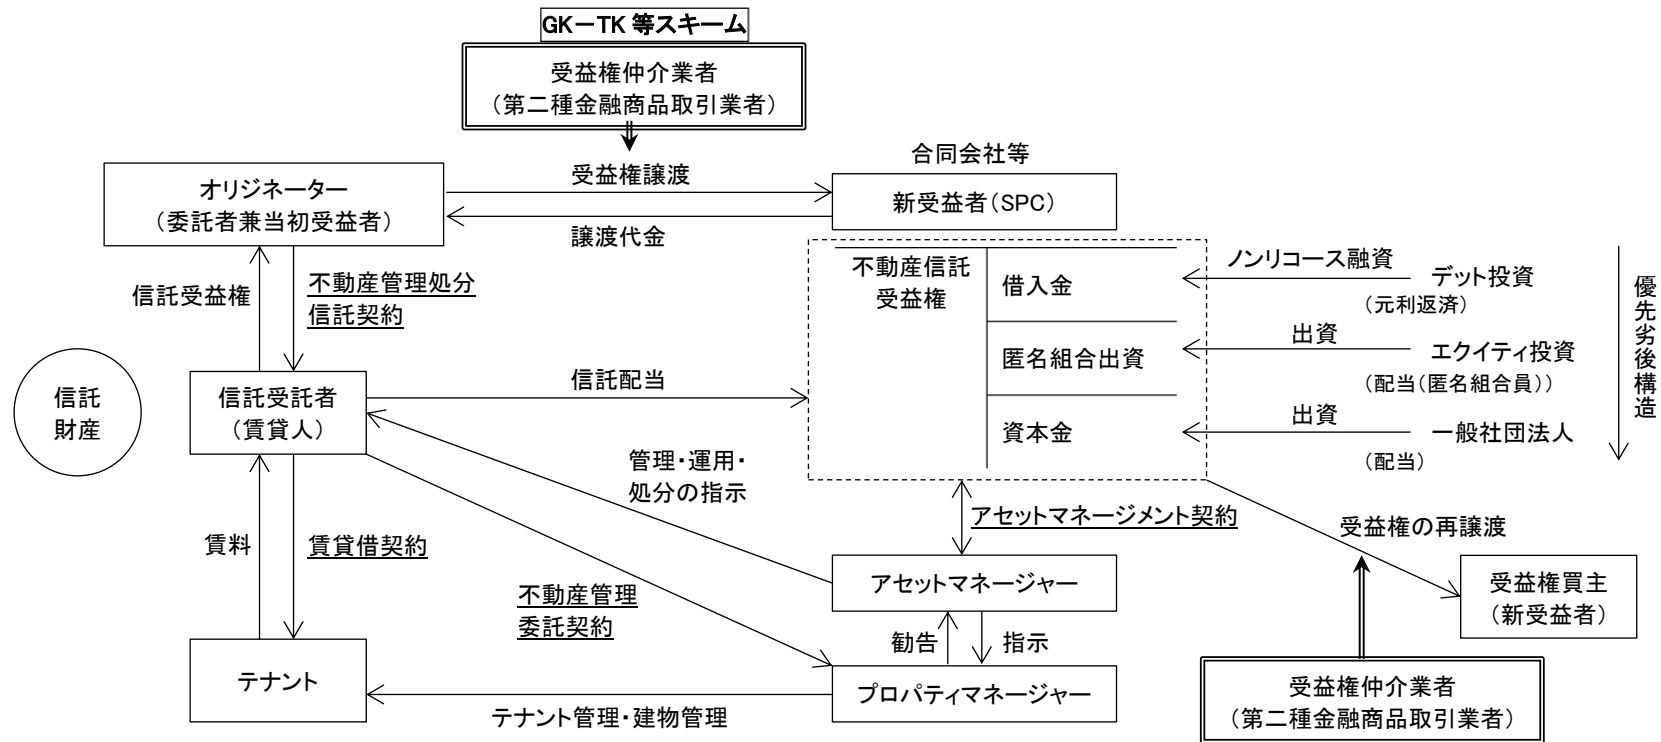 GK－TK 等スキーム
受益権仲介業者
（第二種金融商品取引業者）
合同会社等
オリジネーター
（委託者兼当初受益者）
受益権譲渡
譲渡代金
新受益者（SPC）
信託受益権
不動産管理処分
信託契約
不動産信託
受益権
借入金
匿名組合出資
資本金
ノンリコース融資
デット投資
（元利返済）
出資
エクイティ投資
（配当（匿名組合員））
出資
一般社団法人
（配当）
優先劣後構造
信託
財産
信託受託者
（賃貸人）
信託配当
管理・運用・
処分の指示
アセットマネージメント契約
受益権の再譲渡
賃料
賃貸借契約
不動産管理
委託契約
アセットマネージャー
勧告
指示
受益権買主
（新受益者）
テナント
プロパティマネージャー
テナント管理・建物管理
受益権仲介業者
（第二種金融商品取引業者）